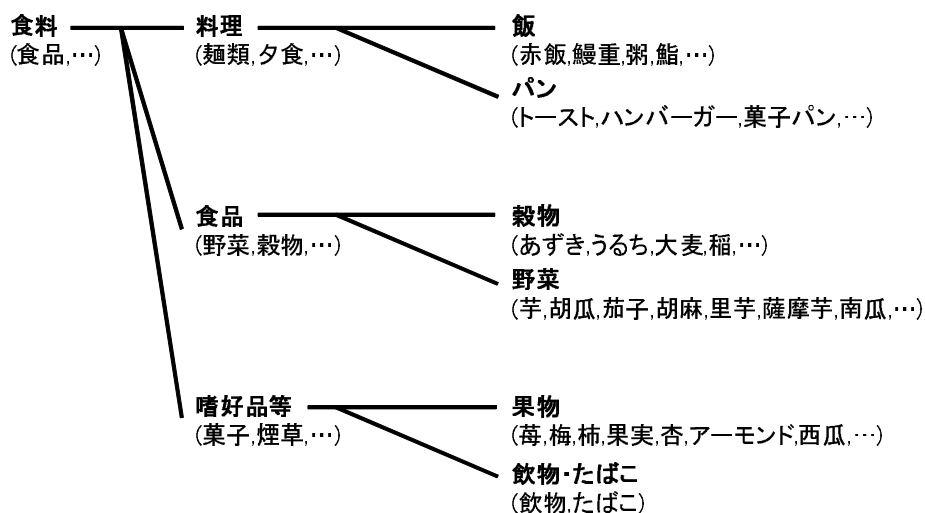 食料
(食品,…)
料理
(麺類,夕食,…)
飯
(赤飯,鰻重,粥,鮨,…)
パン
(トースト,ハンバーガー,菓子パン,…)
食品
(野菜,穀物,…)
穀物
(あずき,うるち,大麦,稲,…)
野菜
(芋,胡瓜,茄子,胡麻,里芋,薩摩芋,南瓜,…)
嗜好品等
(菓子,煙草,…)
果物
(苺,梅,柿,果実,杏,アーモンド,西瓜,…)
飲物・たばこ
(飲物,たばこ)